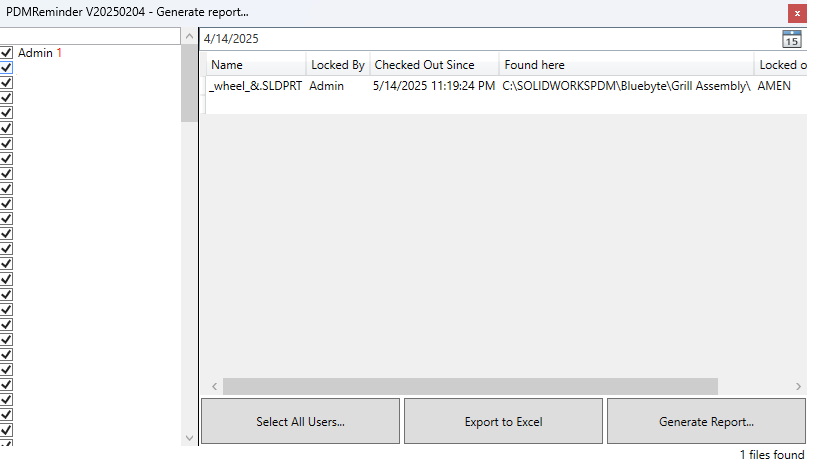 PDMReminder V20250204 - Generate report...
x
Admin 1
4/14/2025
15
Name Locked By Checked Out Since Found here Locked o
_wheel_&.SLDPRT Admin 5/14/2025 11:19:24 PM C:\SOLIDWORKSPDM\Bluebyte\Grill Assembly\ AMEN
Select All Users... Export to Excel Generate Report...
1 files found